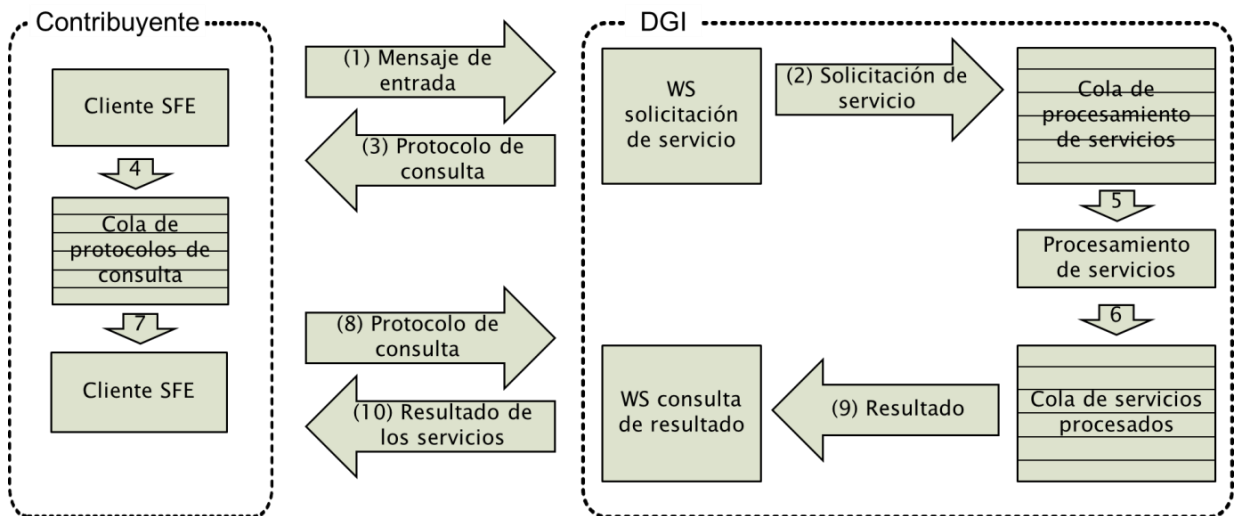 Contribuyente
DGI
Cliente SFE
4
Cola de
protocolos de
consulta
7
Cliente SFE
(1) Mensaje de
entrada
(3) Protocolo de
consulta
(8) Protocolo de
consulta
(10) Resultado de
los servicios
WS
solicitación
de servicio
(2) Solicitación de
servicio
Cola de
procesamiento
de servicios
5
Procesamiento
de servicios
6
WS consulta
de resultado
(9) Resultado
Cola de servicios
procesados